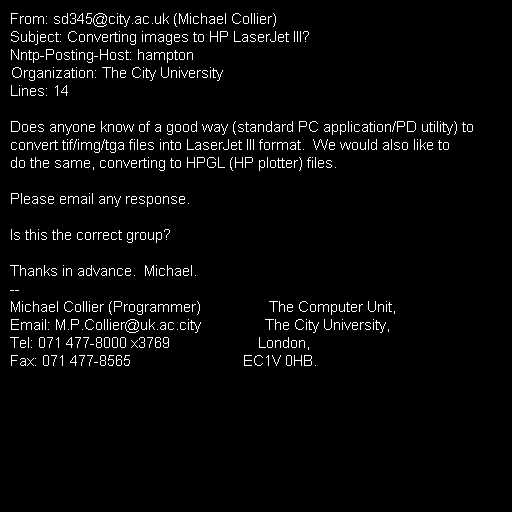 From: sd345@city.ac.uk (Michael Collier)
Subject: Converting images to HP LaserJet III?
Nntp-Posting-Host: hampton
Organization: The City University
Lines: 14

Does anyone know of a good way (standard PC application/PD utility) to
convert tif/img/tga files into LaserJet III format.  We would also like to
do the same, converting to HPGL (HP plotter) files.

Please email any response.

Is this the correct group?

Thanks in advance.  Michael.
--
Michael Collier (Programmer)                 The Computer Unit,
Email: M.P.Collier@uk.ac.city                The City University,
Tel: 071 477-8000 x3769                      London,
Fax: 071 477-8565                            EC1V 0HB.